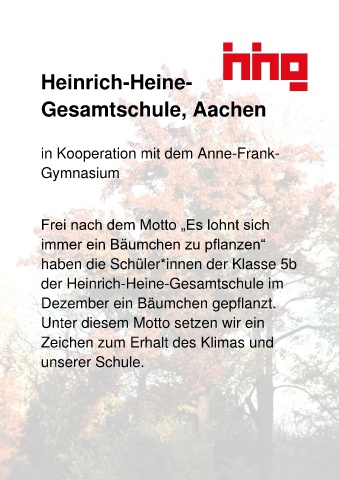 hhg
Heinrich-Heine-
Gesamtschule, Aachen
in Kooperation mit dem Anne-Frank-
Gymnasium
Frei nach dem Motto „Es lohnt sich
immer ein Bäumchen zu pflanzen“
haben die Schüler*innen der Klasse 5b
der Heinrich-Heine-Gesamtschule im
Dezember ein Bäumchen gepflanzt.
Unter diesem Motto setzen wir ein
Zeichen zum Erhalt des Klimas und
unserer Schule.